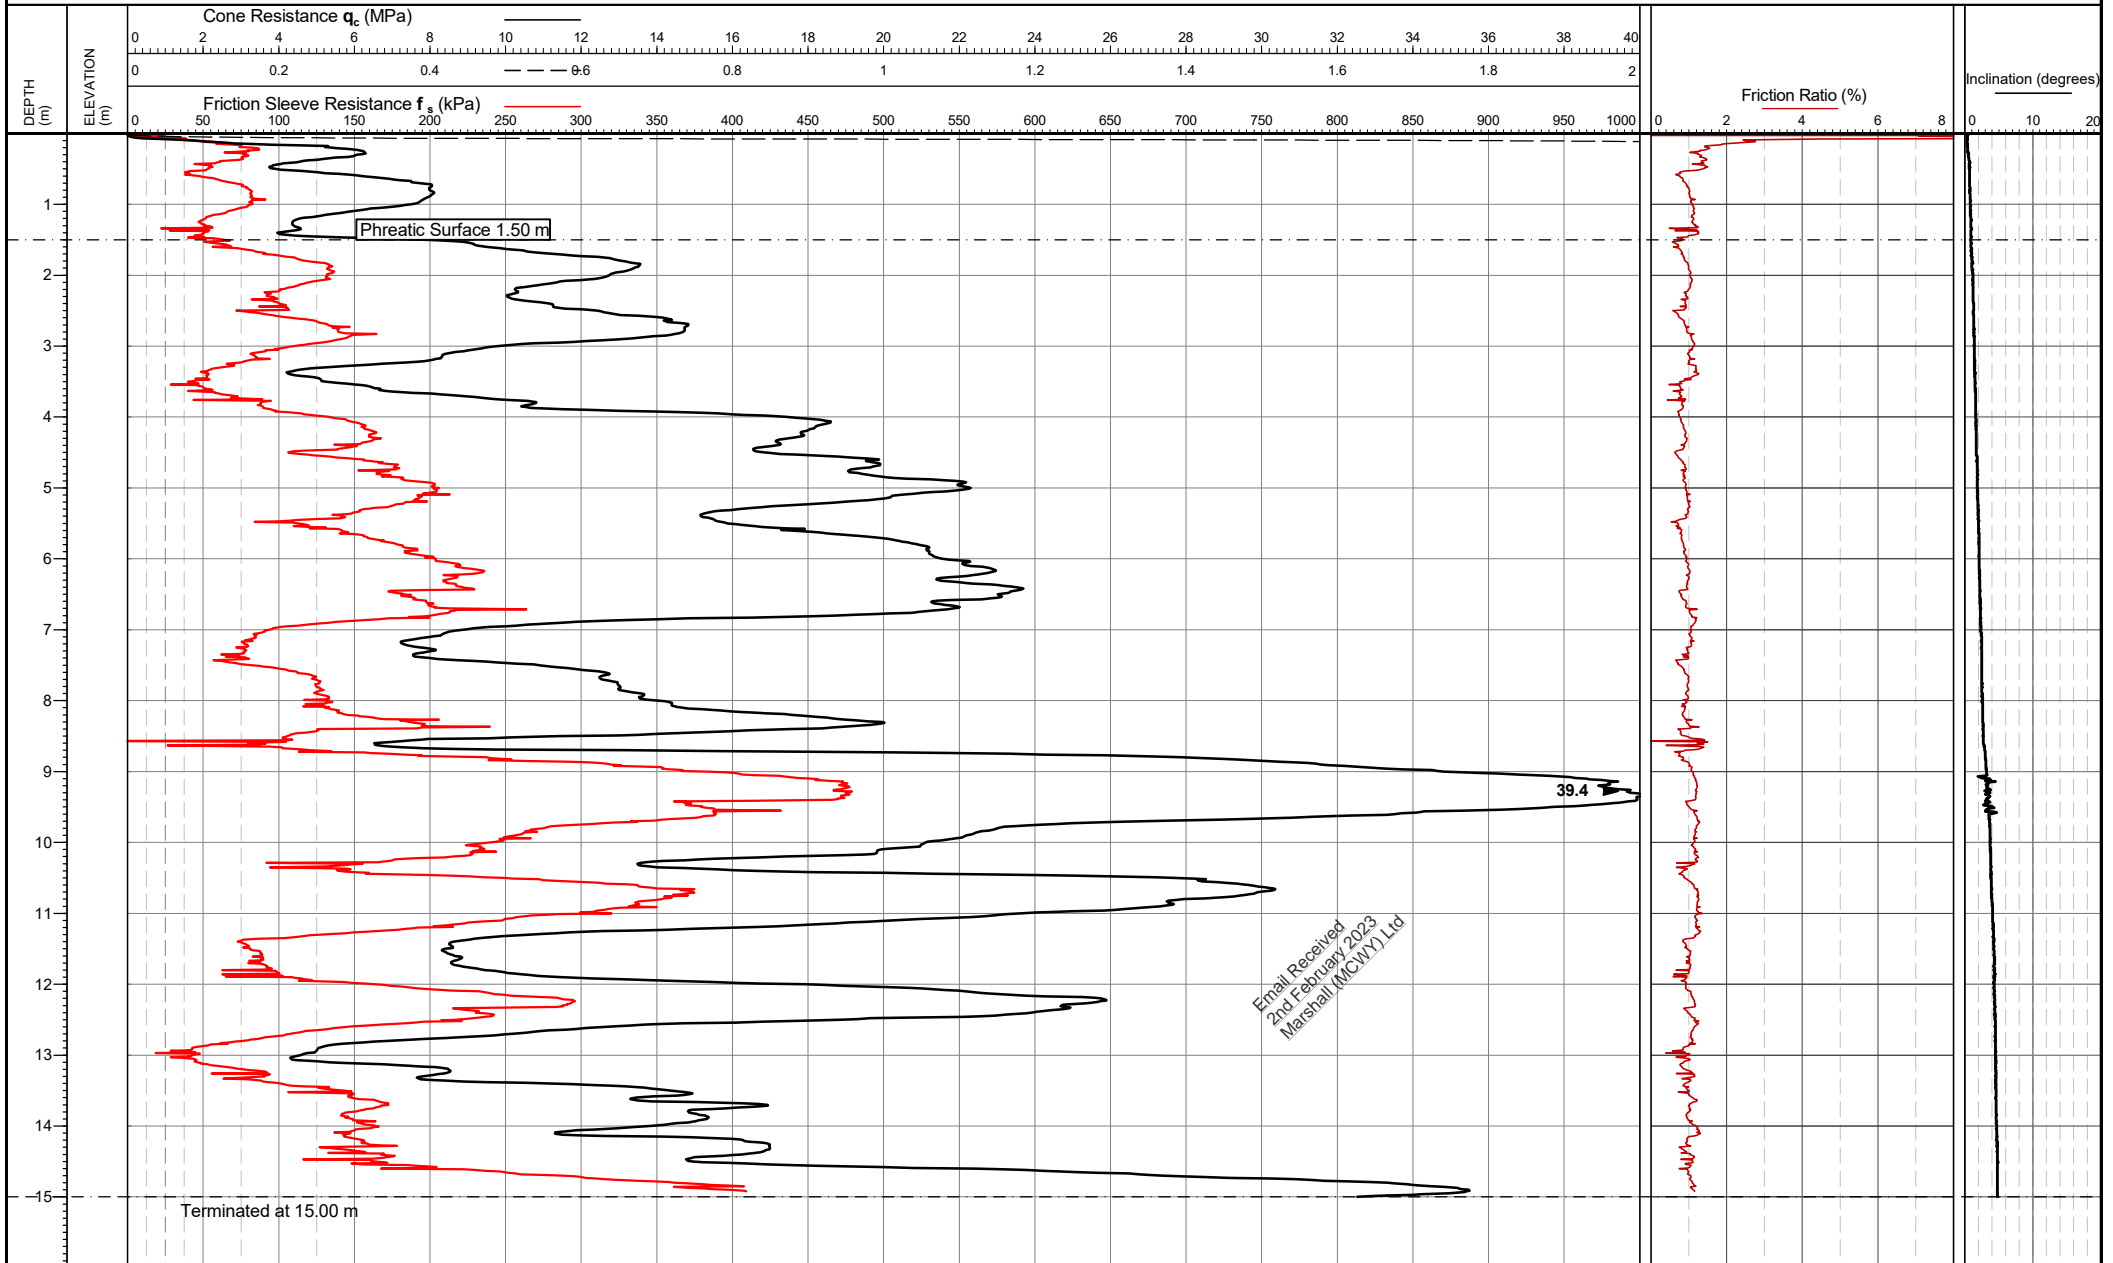 Cone Resistance qc (MPa)
0 2 4 6 8 10 12 14 16 18 20 22 24 26 28 30 32 34 36 38 40
0 0.2 0.4 0.6 0.8 1 1.2 1.4 1.6 1.8 2
DEPTH
(m)
ELEVATION
(m)
Friction Sleeve Resistance fs (kPa)
0 50 100 150 200 250 300 350 400 450 500 550 600 650 700 750 800 850 900 950 1000
Friction Ratio (%)
0 2 4 6 8
Inclination (degrees)
0 10 20
1
Phreatic Surface 1.50 m
2
3
4
5
6
7
8
9
39.4
10
11
Email Received
2nd February 2023
Marshall (MCWY) Ltd
12
13
14
15
Terminated at 15.00 m